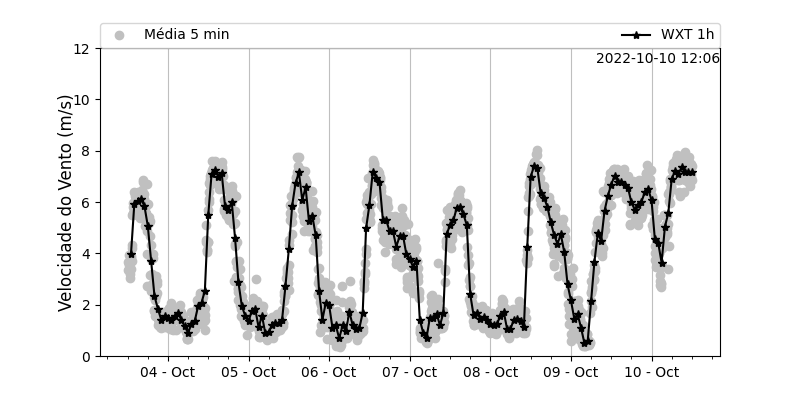 Média 5 min
WXT 1h
2022-10-10 12:06
Velocidade do Vento (m/s)
12
10
8
6
4
2
0
04 - Oct
05 - Oct
06 - Oct
07 - Oct
08 - Oct
09 - Oct
10 - Oct